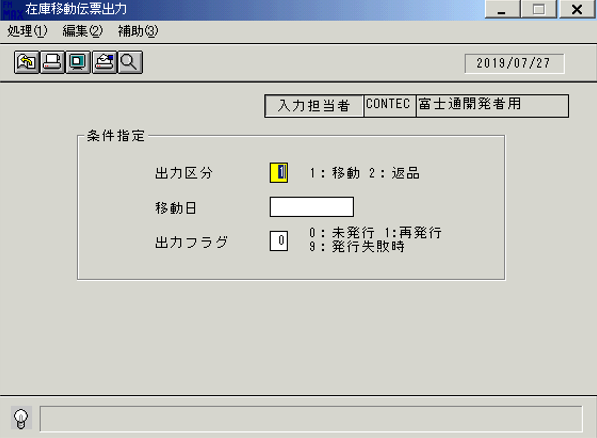 FM MAX 在庫移動伝票出力
処理(1) 編集(2) 補助(3)
2019/07/27
入力担当者 CONTEC 富士通開発者用
条件指定
出力区分 1 1：移動 2：返品
移動日
出力フラグ 0 0：未発行 1:再発行
9：発行失敗時